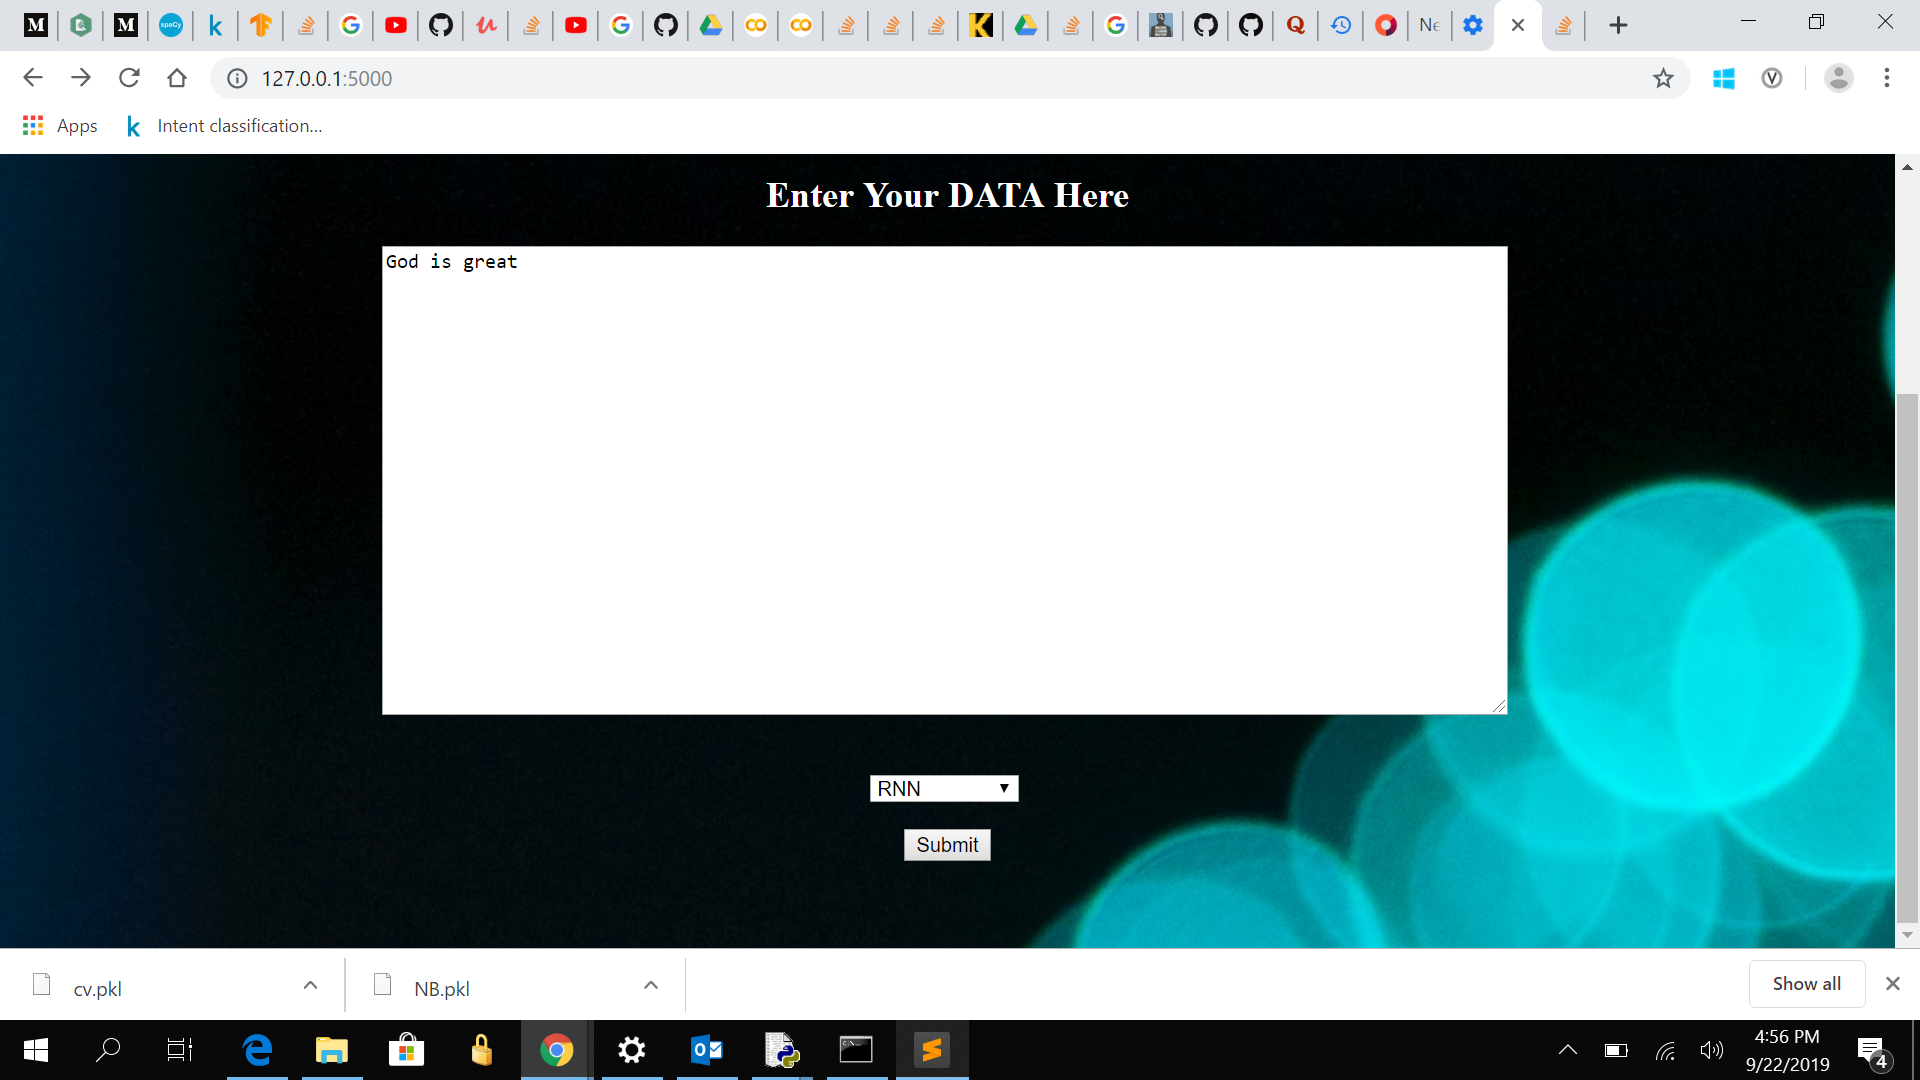 M
M
spaCy
k
K
Q
Ne
127.0.0.1:5000
Apps
k
Intent classification...
Enter Your DATA Here
God is great
RNN
Submit
cv.pkl
NB.pkl
Show all
4:56 PM
9/22/2019
4